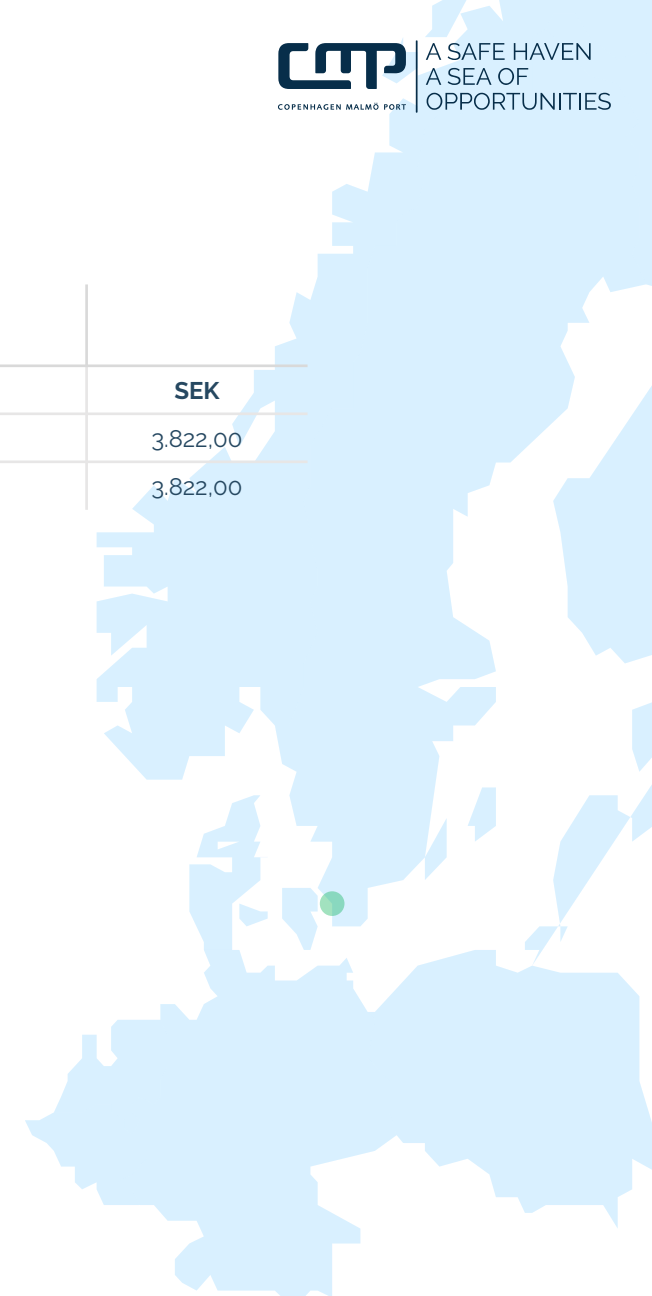 CMP
COPENHAGEN MALMÖ PORT
A SAFE HAVEN
A SEA OF
OPPORTUNITIES
SEK
3.822,00
3.822,00